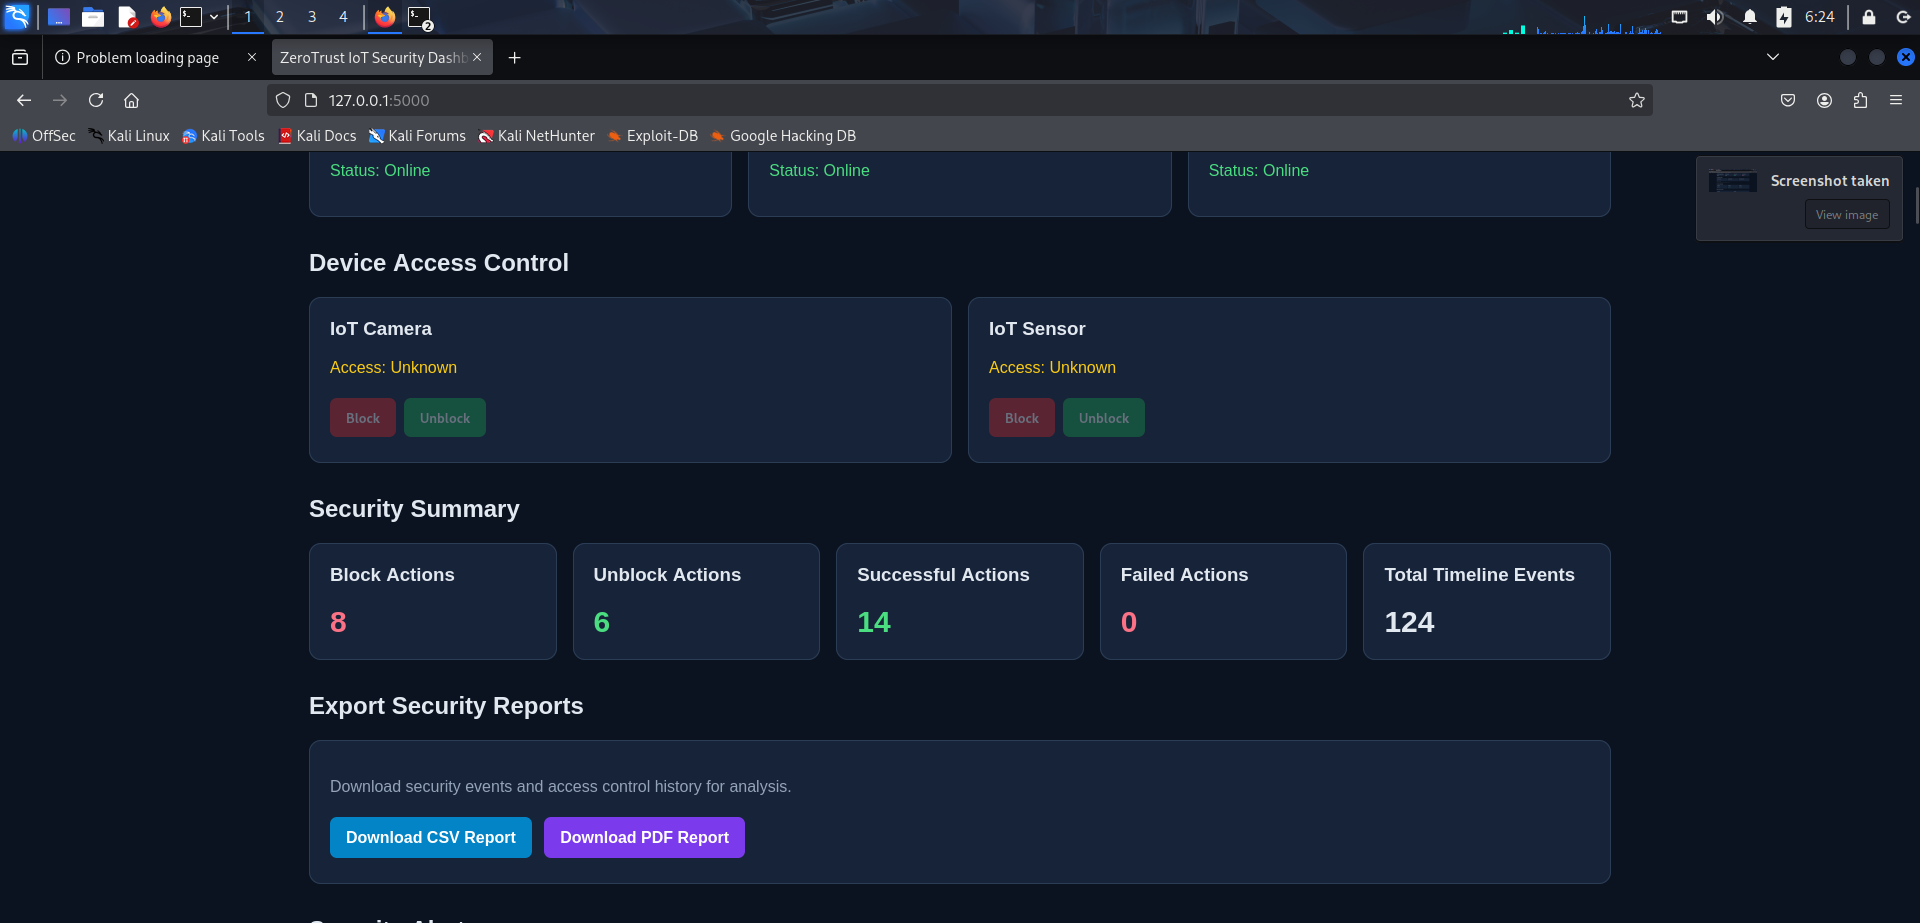 1 2 3 4
2
6:24
Problem loading page
ZeroTrust IoT Security Dashb
127.0.0.1:5000
OffSec Kali Linux Kali Tools Kali Docs Kali Forums Kali NetHunter Exploit-DB Google Hacking DB
Screenshot taken
View image
Status: Online Status: Online Status: Online
Device Access Control
IoT Camera IoT Sensor
Access: Unknown Access: Unknown
Block Unblock Block Unblock
Security Summary
Block Actions Unblock Actions Successful Actions Failed Actions Total Timeline Events
8 6 14 0 124
Export Security Reports
Download security events and access control history for analysis.
Download CSV Report Download PDF Report